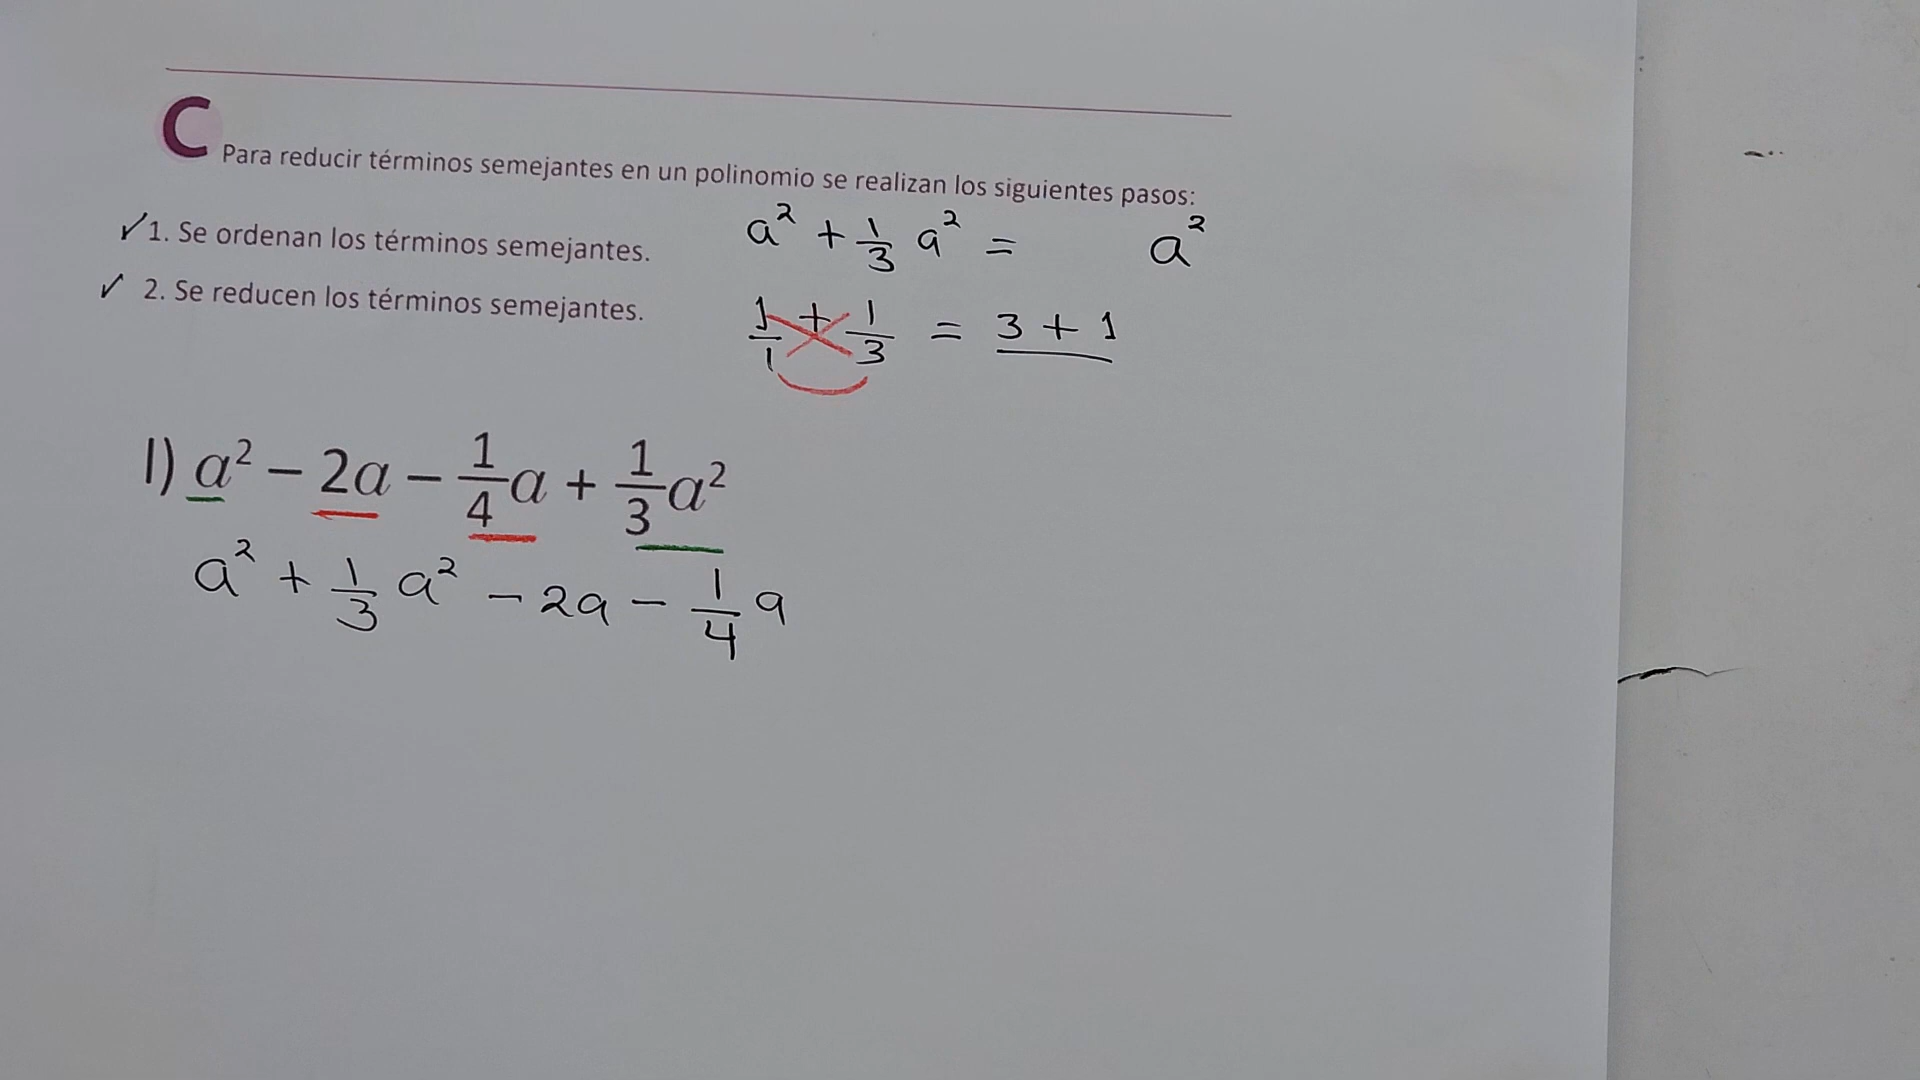 C Para reducir términos semejantes en un polinomio se realizan los siguientes pasos:
✓ 1. Se ordenan los términos semejantes.
✓ 2. Se reducen los términos semejantes.
a² + 1/3 a² =     a²
1/1 + 1/3 = 3 + 1
1) a² − 2a − 1/4 a + 1/3 a²
a² + 1/3 a² − 2a − 1/4 a